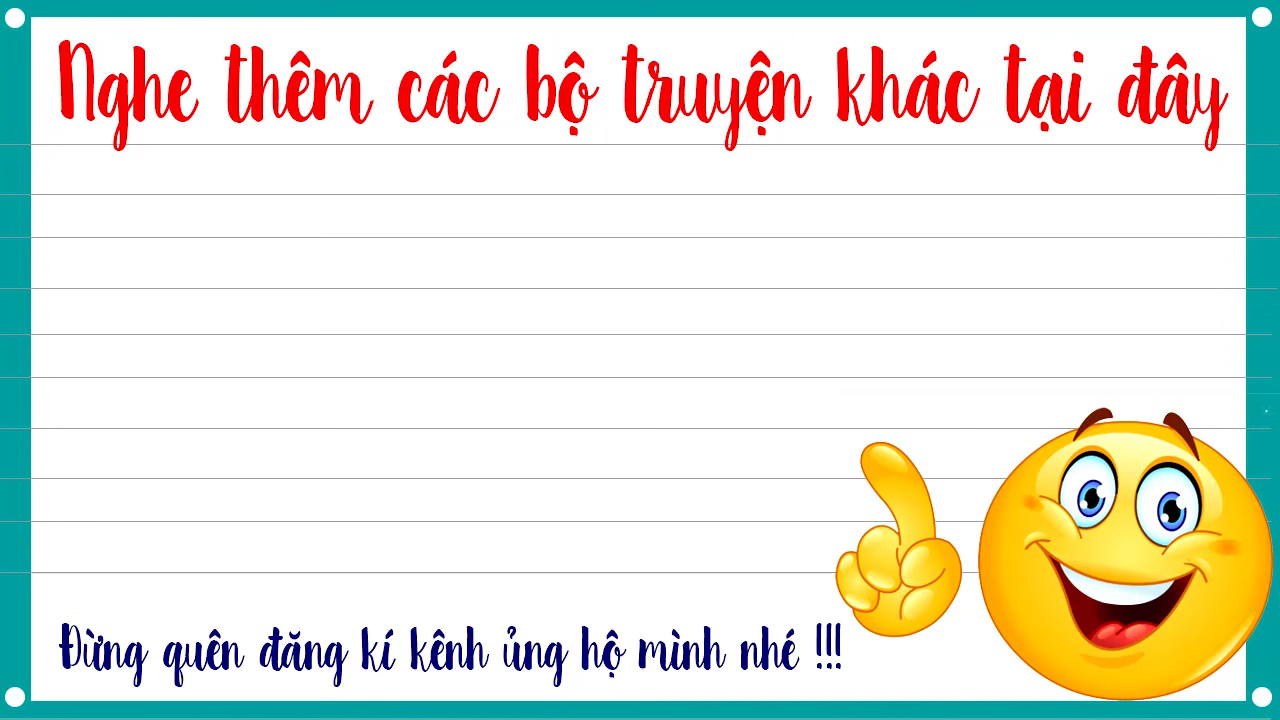 Nghe thêm các bộ truyện khác tại đây
Đừng quên đăng kí kênh ủng hộ mình nhé !!!